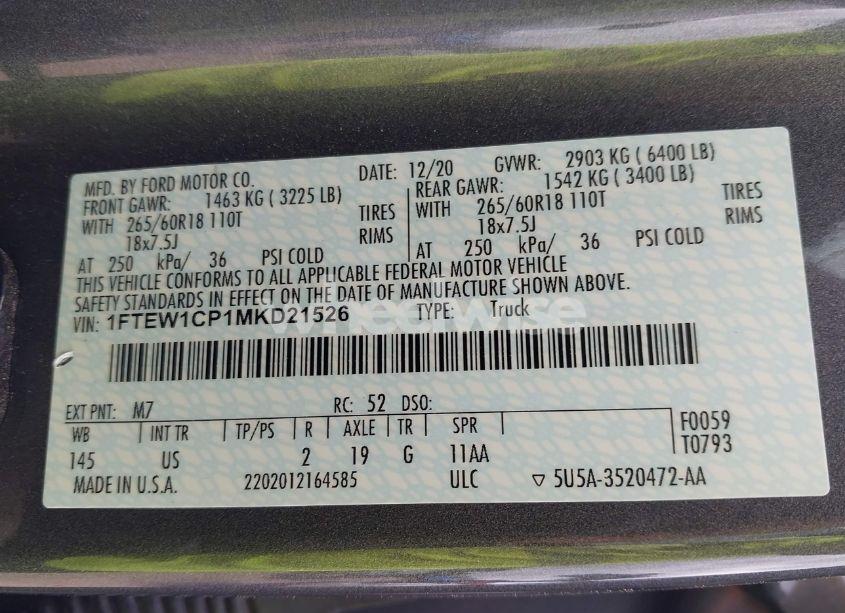 MFD. BY FORD MOTOR CO. DATE: 12/20 GVWR: 2903 KG ( 6400 LB)
FRONT GAWR: 1463 KG ( 3225 LB) REAR GAWR: 1542 KG ( 3400 LB)
WITH 265/60R18 110T TIRES WITH 265/60R18 110T TIRES
18x7.5J RIMS 18x7.5J RIMS
AT 250 kPa/ 36 PSI COLD AT 250 kPa/ 36 PSI COLD
THIS VEHICLE CONFORMS TO ALL APPLICABLE FEDERAL MOTOR VEHICLE
SAFETY STANDARDS IN EFFECT ON THE DATE OF MANUFACTURE SHOWN ABOVE.
VIN: 1FTEW1CP1MKD21526 TYPE: Truck
wheelwise
EXT PNT: M7 RC: 52 DSO:
WB INT TR TP/PS R AXLE TR SPR F0059
145 US 2 19 G 11AA T0793
MADE IN U.S.A. 2202012164585 ULC ▽ 5U5A-3520472-AA